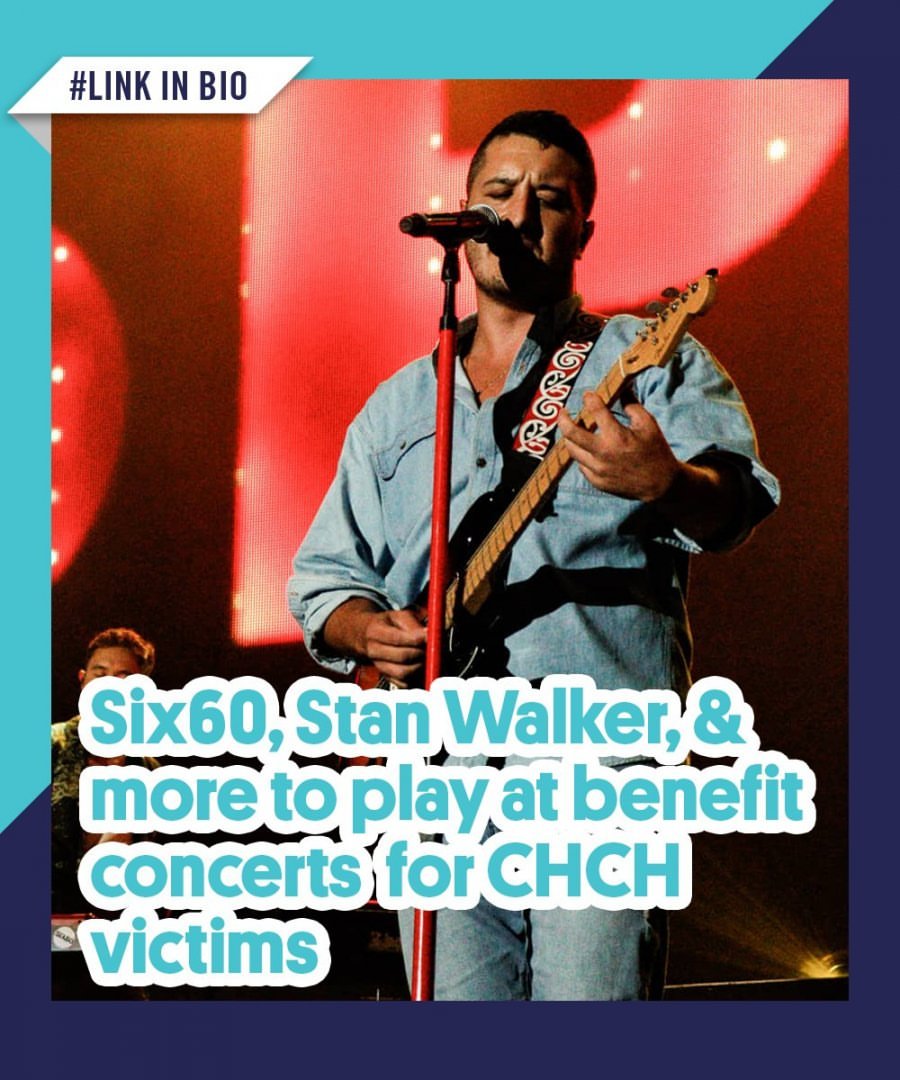 #LINK IN BIO
Six60, Stan Walker, &
more to play at benefit
concerts for CHCH
victims